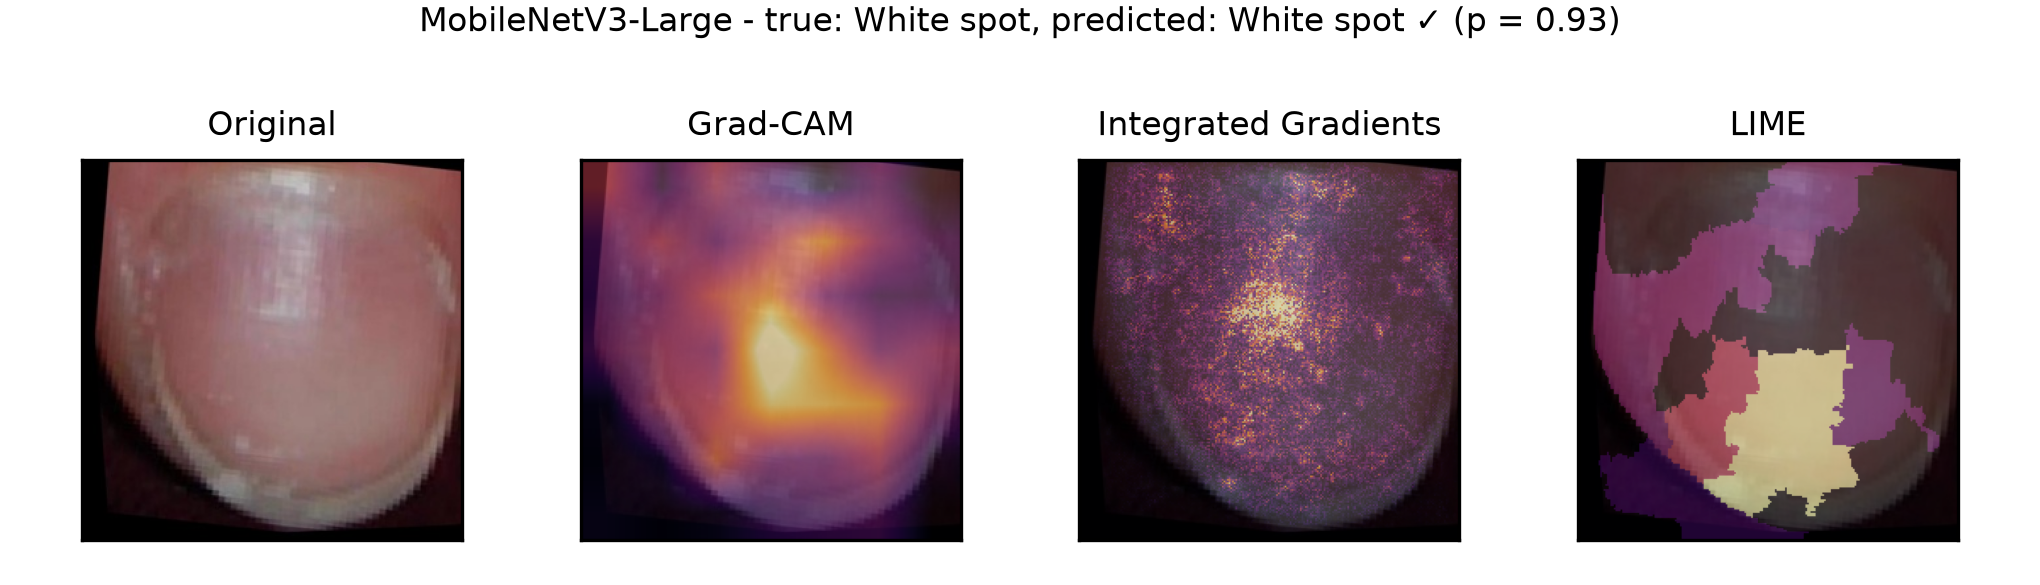 MobileNetV3-Large - true: White spot, predicted: White spot ✓ (p = 0.93)
Original
Grad-CAM
Integrated Gradients
LIME